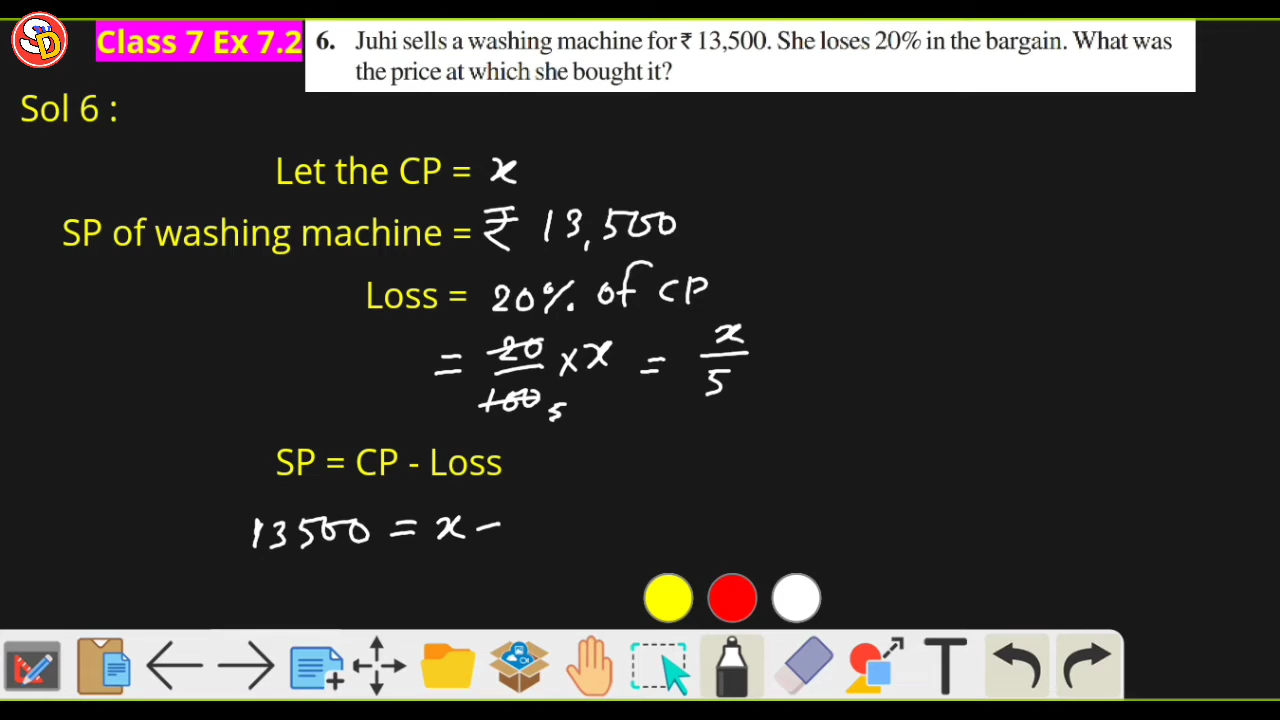 SD
Class 7 Ex 7.2
6. Juhi sells a washing machine for ₹ 13,500. She loses 20% in the bargain. What was
the price at which she bought it?
Sol 6 :
Let the CP = x
SP of washing machine = ₹ 13,500
Loss = 20% of CP
= 20/100 5 × x = x/5
SP = CP - Loss
13500 = x -
T